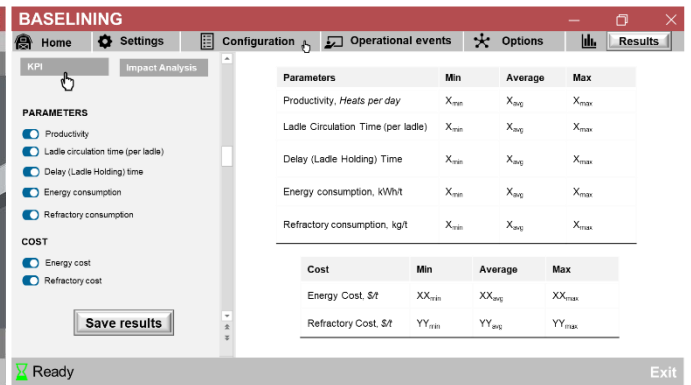 BASELINING
Home Settings Configuration Operational events Options Results
KPI Impact Analysis
PARAMETERS
Productivity
Ladle circulation time (per ladle)
Delay (Ladle Holding) time
Energy consumption
Refractory consumption
COST
Energy cost
Refractory cost
Save results
Parameters Min Average Max
Productivity, Heats per day Xmin Xavg Xmax
Ladle Circulation Time (per ladle) Xmin Xavg Xmax
Delay (Ladle Holding) Time Xmin Xavg Xmax
Energy consumption, kWh/t Xmin Xavg Xmax
Refractory consumption, kg/t Xmin Xavg Xmax
Cost Min Average Max
Energy Cost, $/t XXmin XXavg XXmax
Refractory Cost, $/t YYmin YYavg YYmax
Ready Exit